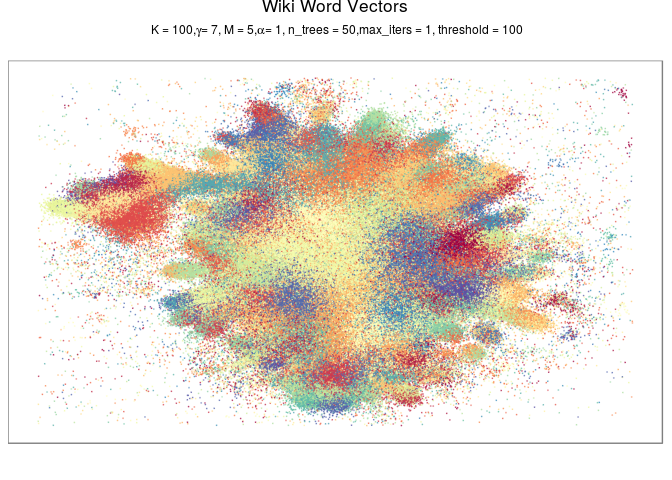 Wiki Word Vectors
K = 100,γ= 7, M = 5,α= 1, n_trees = 50,max_iters = 1, threshold = 100